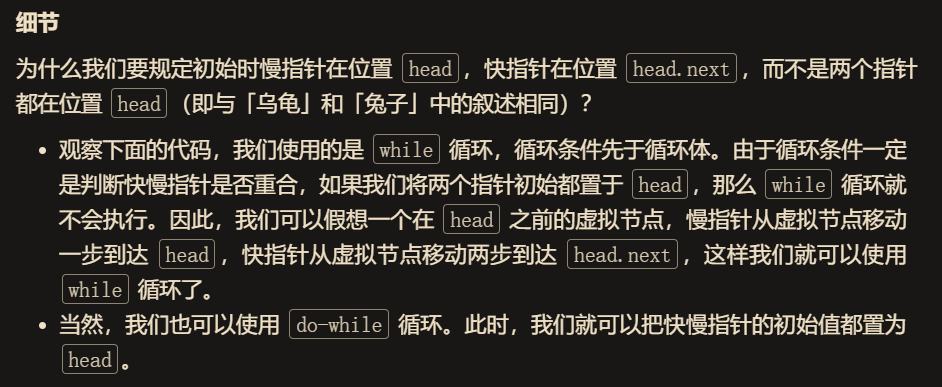 细节
为什么我们要规定初始时慢指针在位置 head，快指针在位置 head.next，而不是两个指针
都在位置 head（即与「乌龟」和「兔子」中的叙述相同）？
• 观察下面的代码，我们使用的是 while 循环，循环条件先于循环体。由于循环条件一定
是判断快慢指针是否重合，如果我们将两个指针初始都置于 head，那么 while 循环就
不会执行。因此，我们可以假想一个在 head 之前的虚拟节点，慢指针从虚拟节点移动
一步到达 head，快指针从虚拟节点移动两步到达 head.next，这样我们就可以使用
while 循环了。
• 当然，我们也可以使用 do-while 循环。此时，我们就可以把快慢指针的初始值都置为
head。